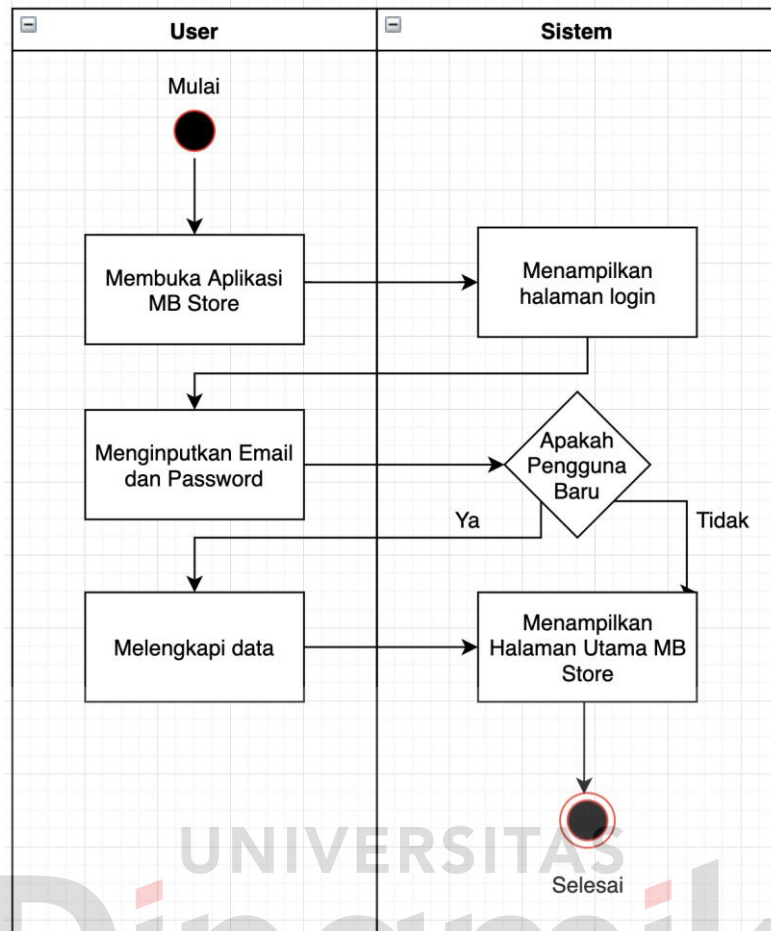 User
Sistem
Mulai
Membuka Aplikasi
MB Store
Menampilkan
halaman login
Menginputkan Email
dan Password
Apakah
Pengguna
Baru
Ya
Tidak
Melengkapi data
Menampilkan
Halaman Utama MB
Store
UNIVERSITAS
Selesai